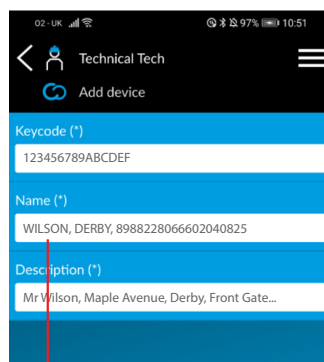 O2 - UK 97% 10:51
Technical Tech
Add device
Keycode (*)
123456789ABCDEF
Name (*)
WILSON, DERBY, 8988228066602040825
Description (*)
Mr Wilson, Maple Avenue, Derby, Front Gate...